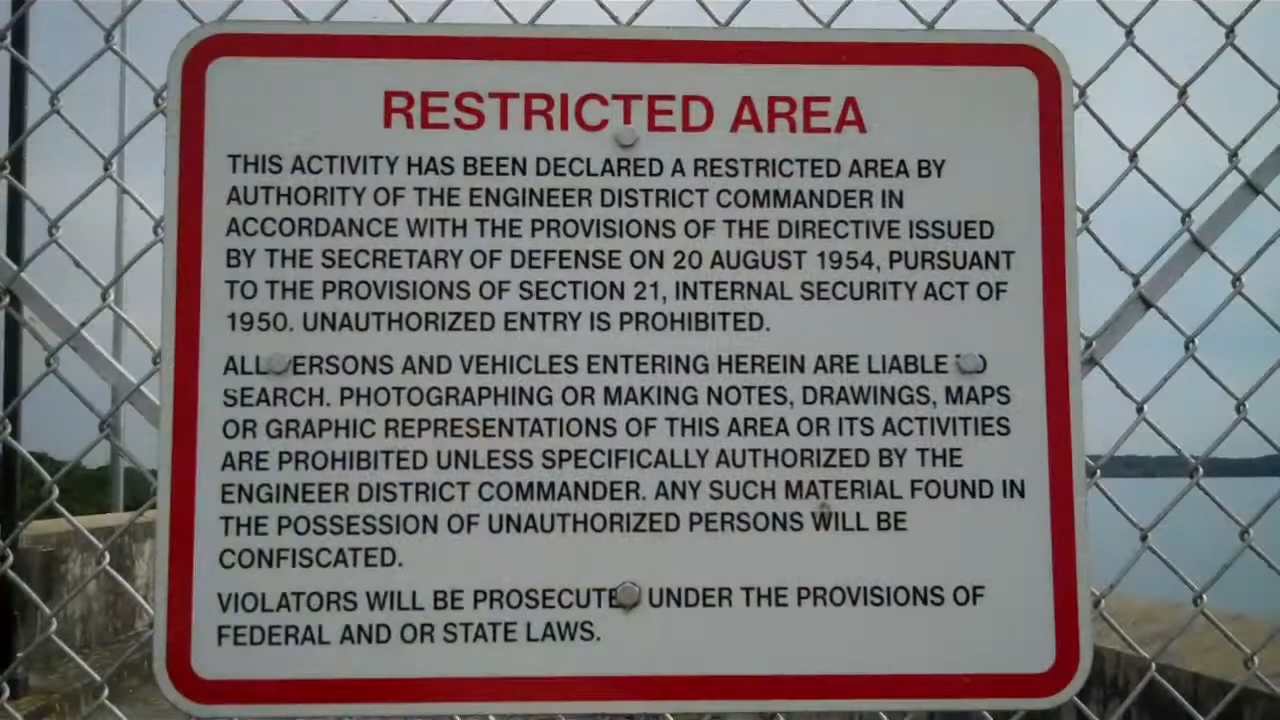 RESTRICTED AREA
THIS ACTIVITY HAS BEEN DECLARED A RESTRICTED AREA BY
AUTHORITY OF THE ENGINEER DISTRICT COMMANDER IN
ACCORDANCE WITH THE PROVISIONS OF THE DIRECTIVE ISSUED
BY THE SECRETARY OF DEFENSE ON 20 AUGUST 1954, PURSUANT
TO THE PROVISIONS OF SECTION 21, INTERNAL SECURITY ACT OF
1950. UNAUTHORIZED ENTRY IS PROHIBITED.
ALL PERSONS AND VEHICLES ENTERING HEREIN ARE LIABLE TO
SEARCH. PHOTOGRAPHING OR MAKING NOTES, DRAWINGS, MAPS
OR GRAPHIC REPRESENTATIONS OF THIS AREA OR ITS ACTIVITIES
ARE PROHIBITED UNLESS SPECIFICALLY AUTHORIZED BY THE
ENGINEER DISTRICT COMMANDER. ANY SUCH MATERIAL FOUND IN
THE POSSESSION OF UNAUTHORIZED PERSONS WILL BE
CONFISCATED.
VIOLATORS WILL BE PROSECUTED UNDER THE PROVISIONS OF
FEDERAL AND OR STATE LAWS.